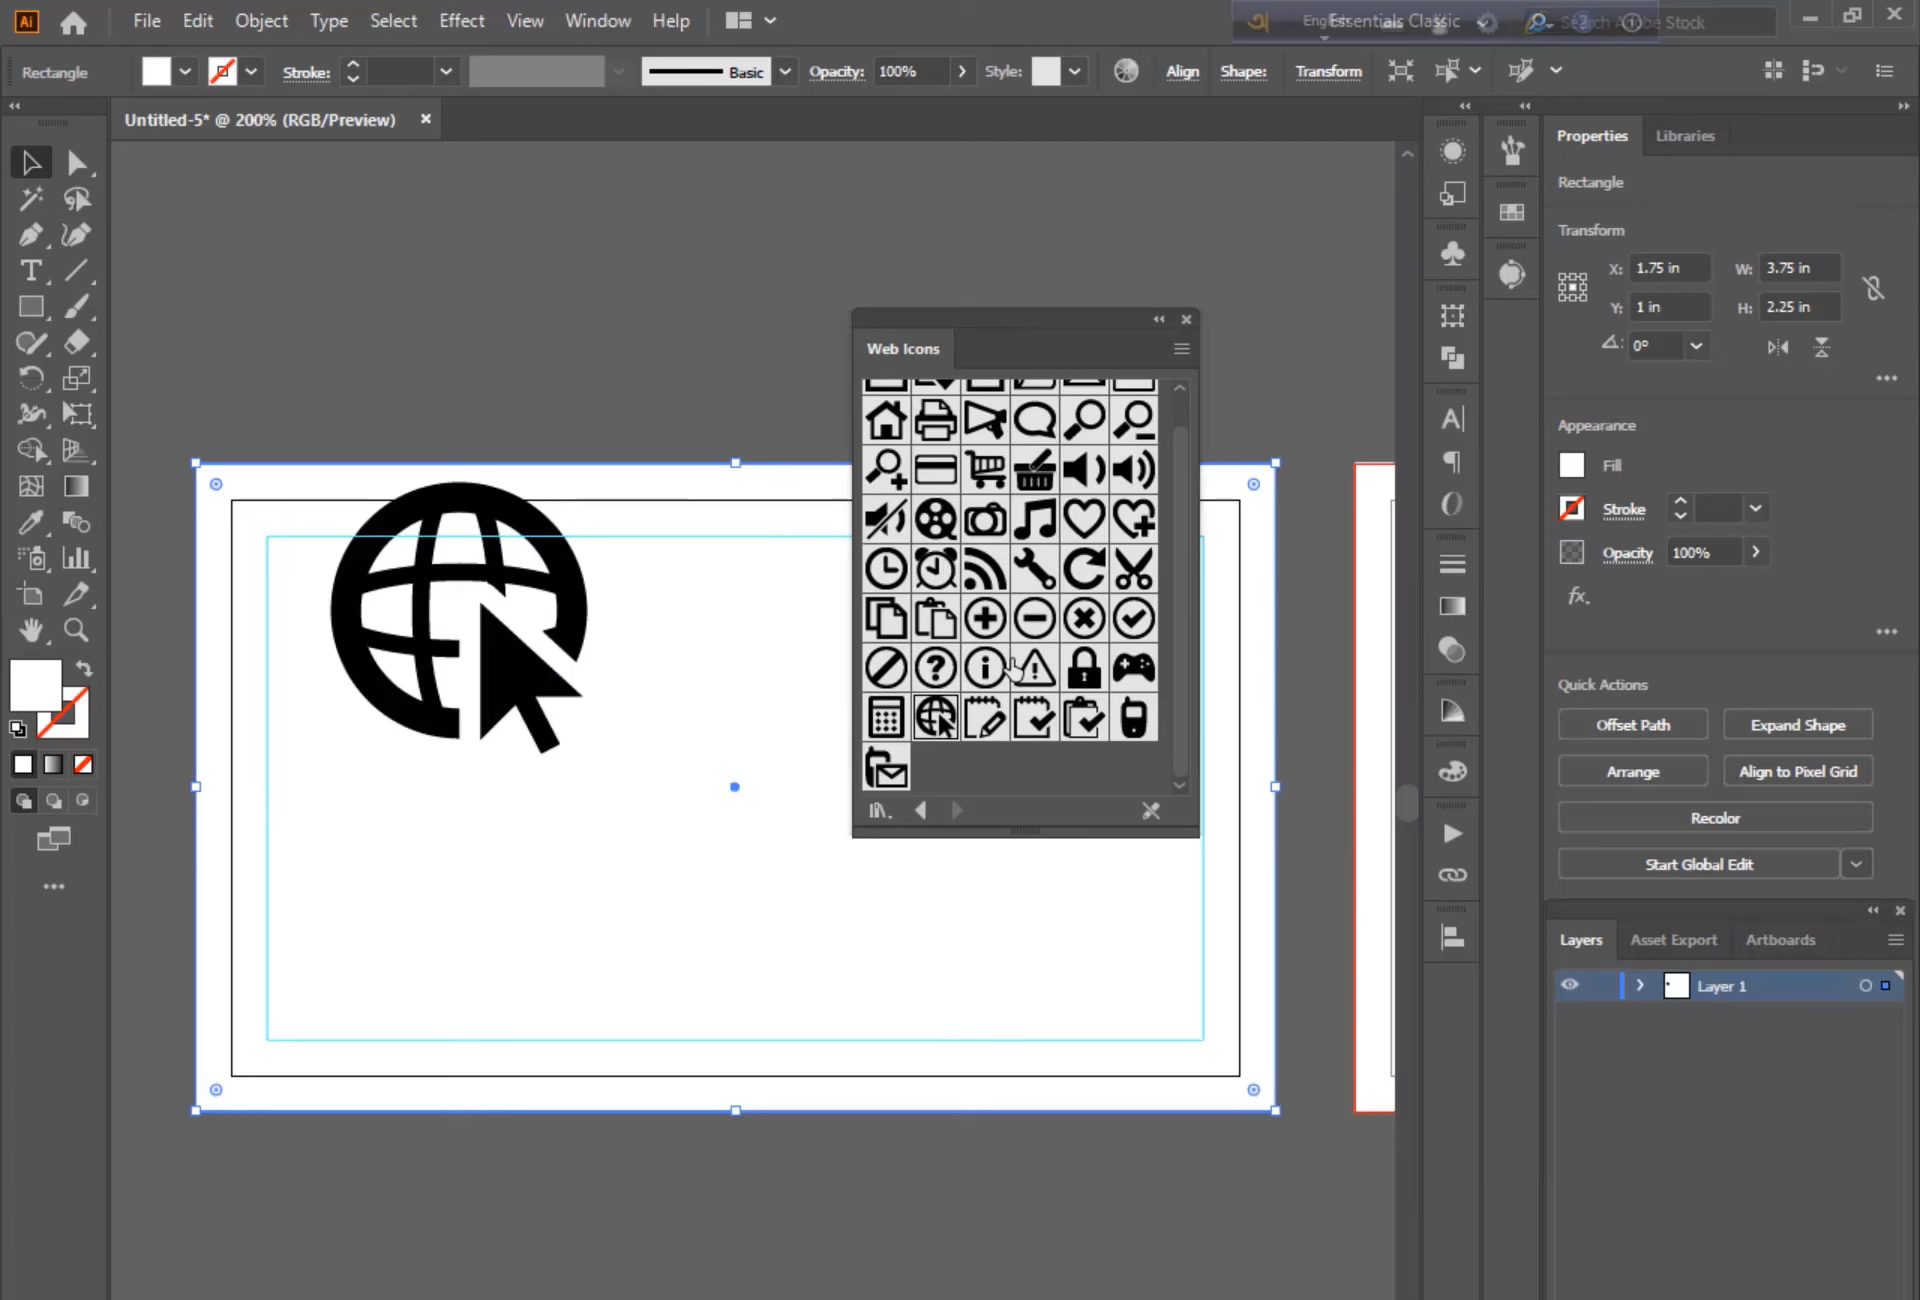 Ai File Edit Object Type Select Effect View Window Help Essentials Classic Search Adobe Stock
Rectangle Stroke: Basic Opacity: 100% Style: Align Shape: Transform
Untitled-5* @ 200% (RGB/Preview)
Properties Libraries
Rectangle
Transform
X: 1.75 in W: 3.75 in
Y: 1 in H: 2.25 in
0°
Web Icons
Appearance
Fill
Stroke
Opacity 100%
fx.
Quick Actions
Offset Path Expand Shape
Arrange Align to Pixel Grid
Recolor
Start Global Edit
Layers Asset Export Artboards
Layer 1